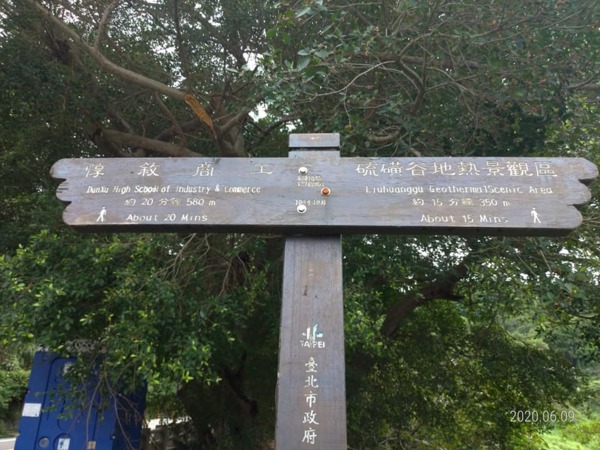 惇敘商工
DunXu High School of Industry & Commerce
約 20 分鐘 580 m
About 20 Mins
硫磺谷地熱景觀區
Liuhuanggu GeothermalScenic Area
約 15 分鐘 350 m
About 15 Mins
TAIPEI
臺北市政府
2020.06.09